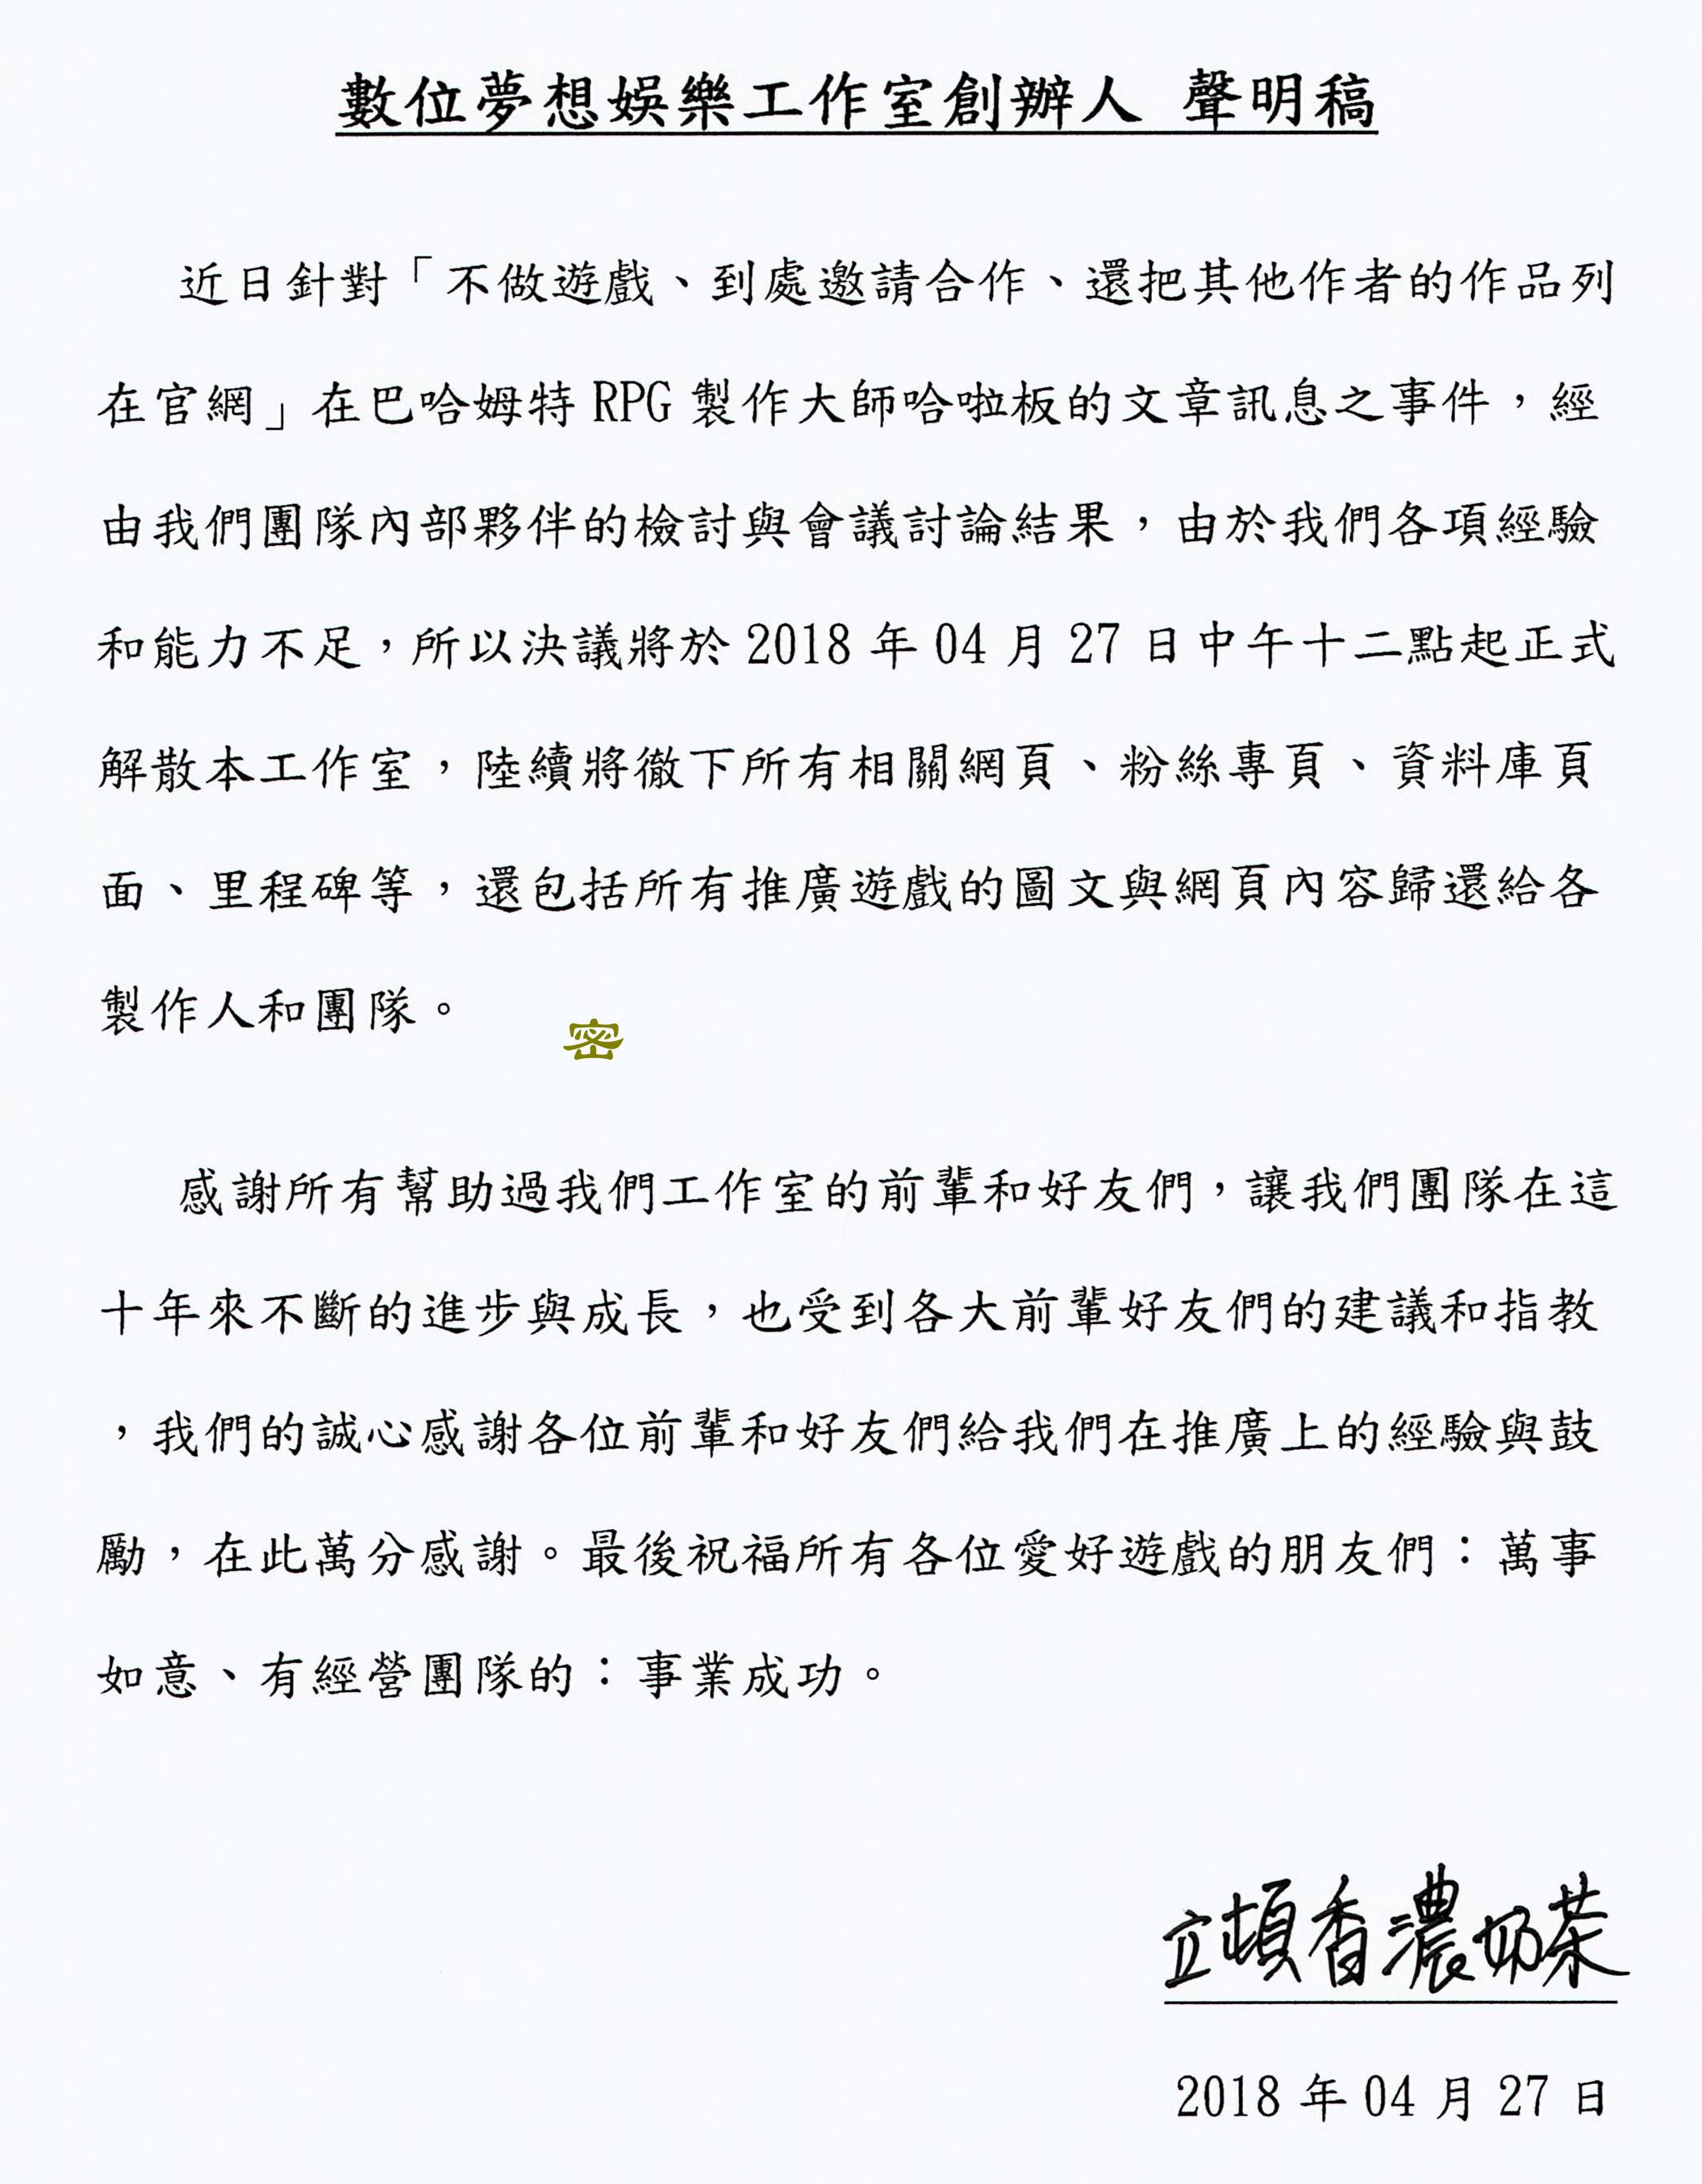 數位夢想娛樂工作室創辦人 聲明稿
近日針對「不做遊戲、到處邀請合作、還把其他作者的作品列
在官網」在巴哈姆特 RPG 製作大師哈啦板的文章訊息之事件，經
由我們團隊內部夥伴的檢討與會議討論結果，由於我們各項經驗
和能力不足，所以決議將於 2018 年 04 月 27 日中午十二點起正式
解散本工作室，陸續將徹下所有相關網頁、粉絲專頁、資料庫頁
面、里程碑等，還包括所有推廣遊戲的圖文與網頁內容歸還給各
製作人和團隊。
密
感謝所有幫助過我們工作室的前輩和好友們，讓我們團隊在這
十年來不斷的進步與成長，也受到各大前輩好友們的建議和指教
，我們的誠心感謝各位前輩和好友們給我們在推廣上的經驗與鼓
勵，在此萬分感謝。最後祝福所有各位愛好遊戲的朋友們：萬事
如意、有經營團隊的：事業成功。
立頓香濃奶茶
2018 年 04 月 27 日